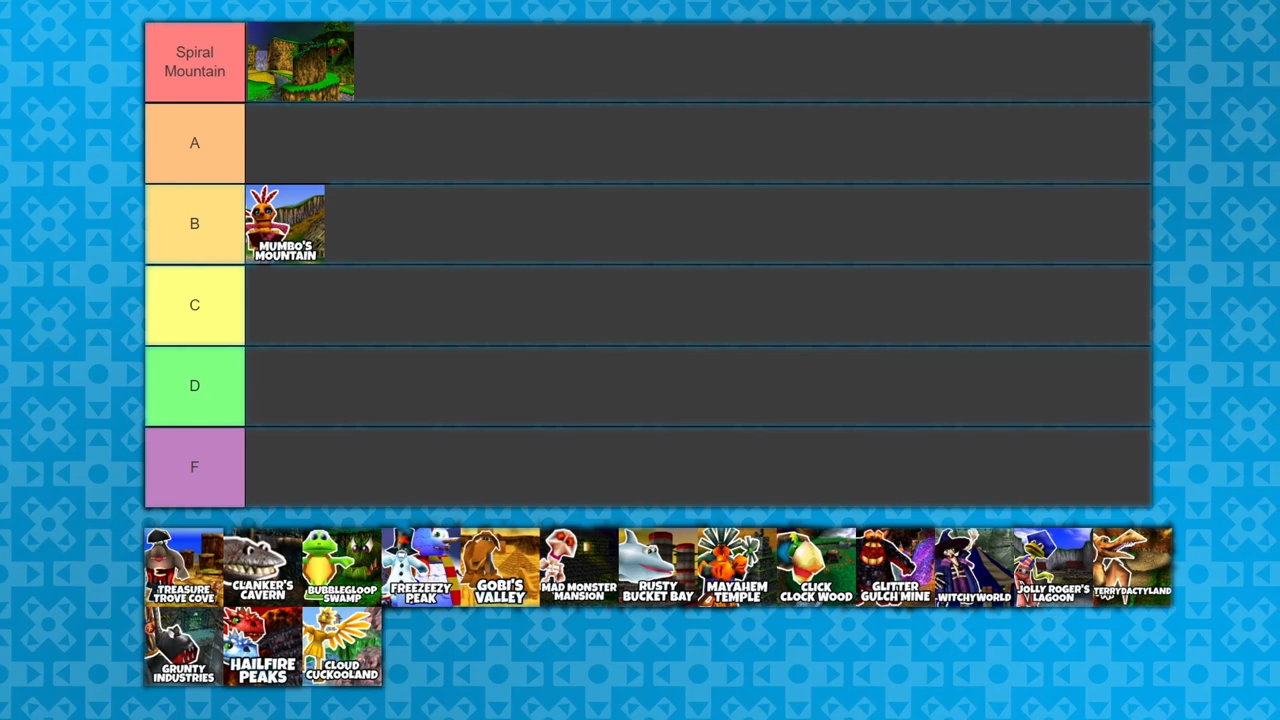 Spiral
Mountain
A
B
MUMBO'S
MOUNTAIN
C
D
F
TREASURE
TROVE COVE
CLANKER'S
CAVERN
BUBBLEGLOOP
SWAMP
FREEZEEZY
PEAK
GOBI'S
VALLEY
MAD MONSTER
MANSION
RUSTY
BUCKET BAY
MAYAHEM
TEMPLE
CLICK
CLOCK WOOD
GLITTER
GULCH MINE
WITCHYWORLD
JOLLY ROGER'S
LAGOON
TERRYDACTYLAND
GRUNTY
INDUSTRIES
HAILFIRE
PEAKS
CLOUD
CUCKOOLAND